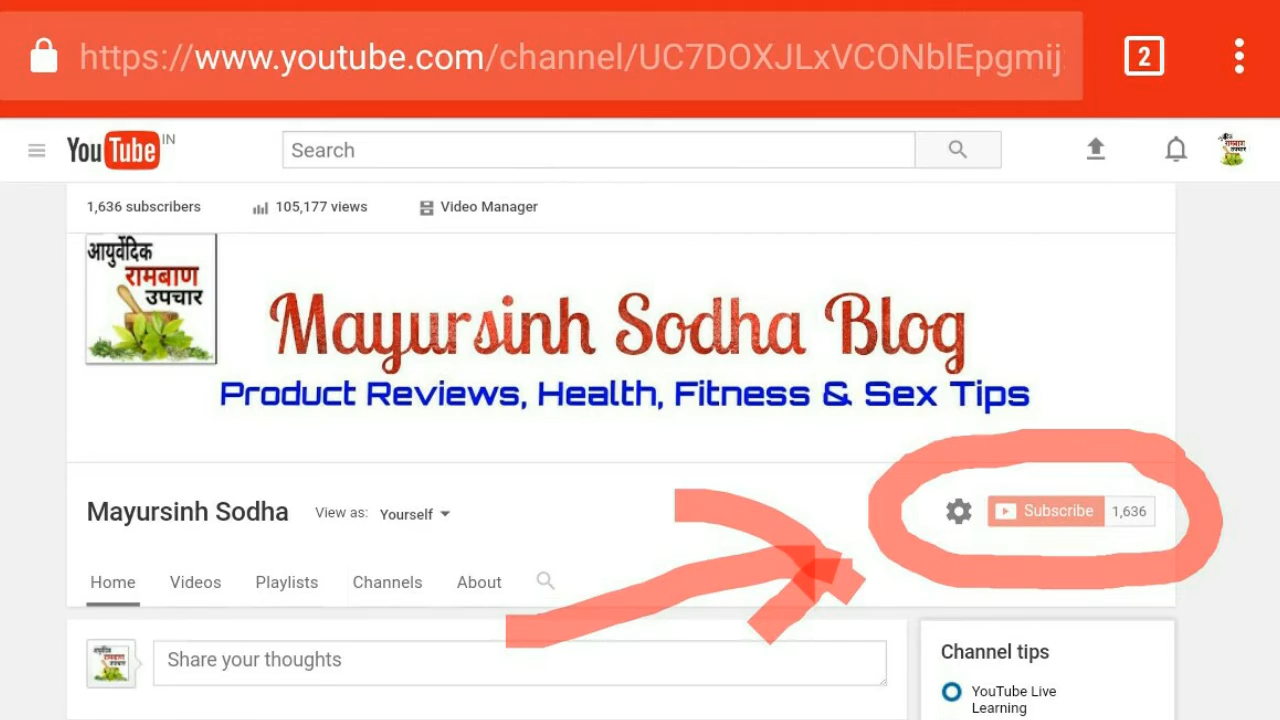 https://www.youtube.com/channel/UC7DOXJLxVCONblEpgmij
2
YouTube IN
Search
1,636 subscribers
105,177 views
Video Manager
आयुर्वेदिक
रामबाण
उपचार
Mayursinh Sodha Blog
Product Reviews, Health, Fitness & Sex Tips
Mayursinh Sodha
View as: Yourself
Subscribe 1,636
Home Videos Playlists Channels About
Share your thoughts
Channel tips
YouTube Live
Learning